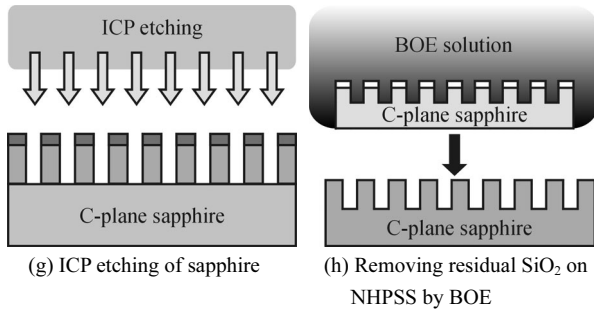 ICP etching
C-plane sapphire
(g) ICP etching of sapphire
BOE solution
C-plane sapphire
C-plane sapphire
(h) Removing residual SiO₂ on
NHPSS by BOE